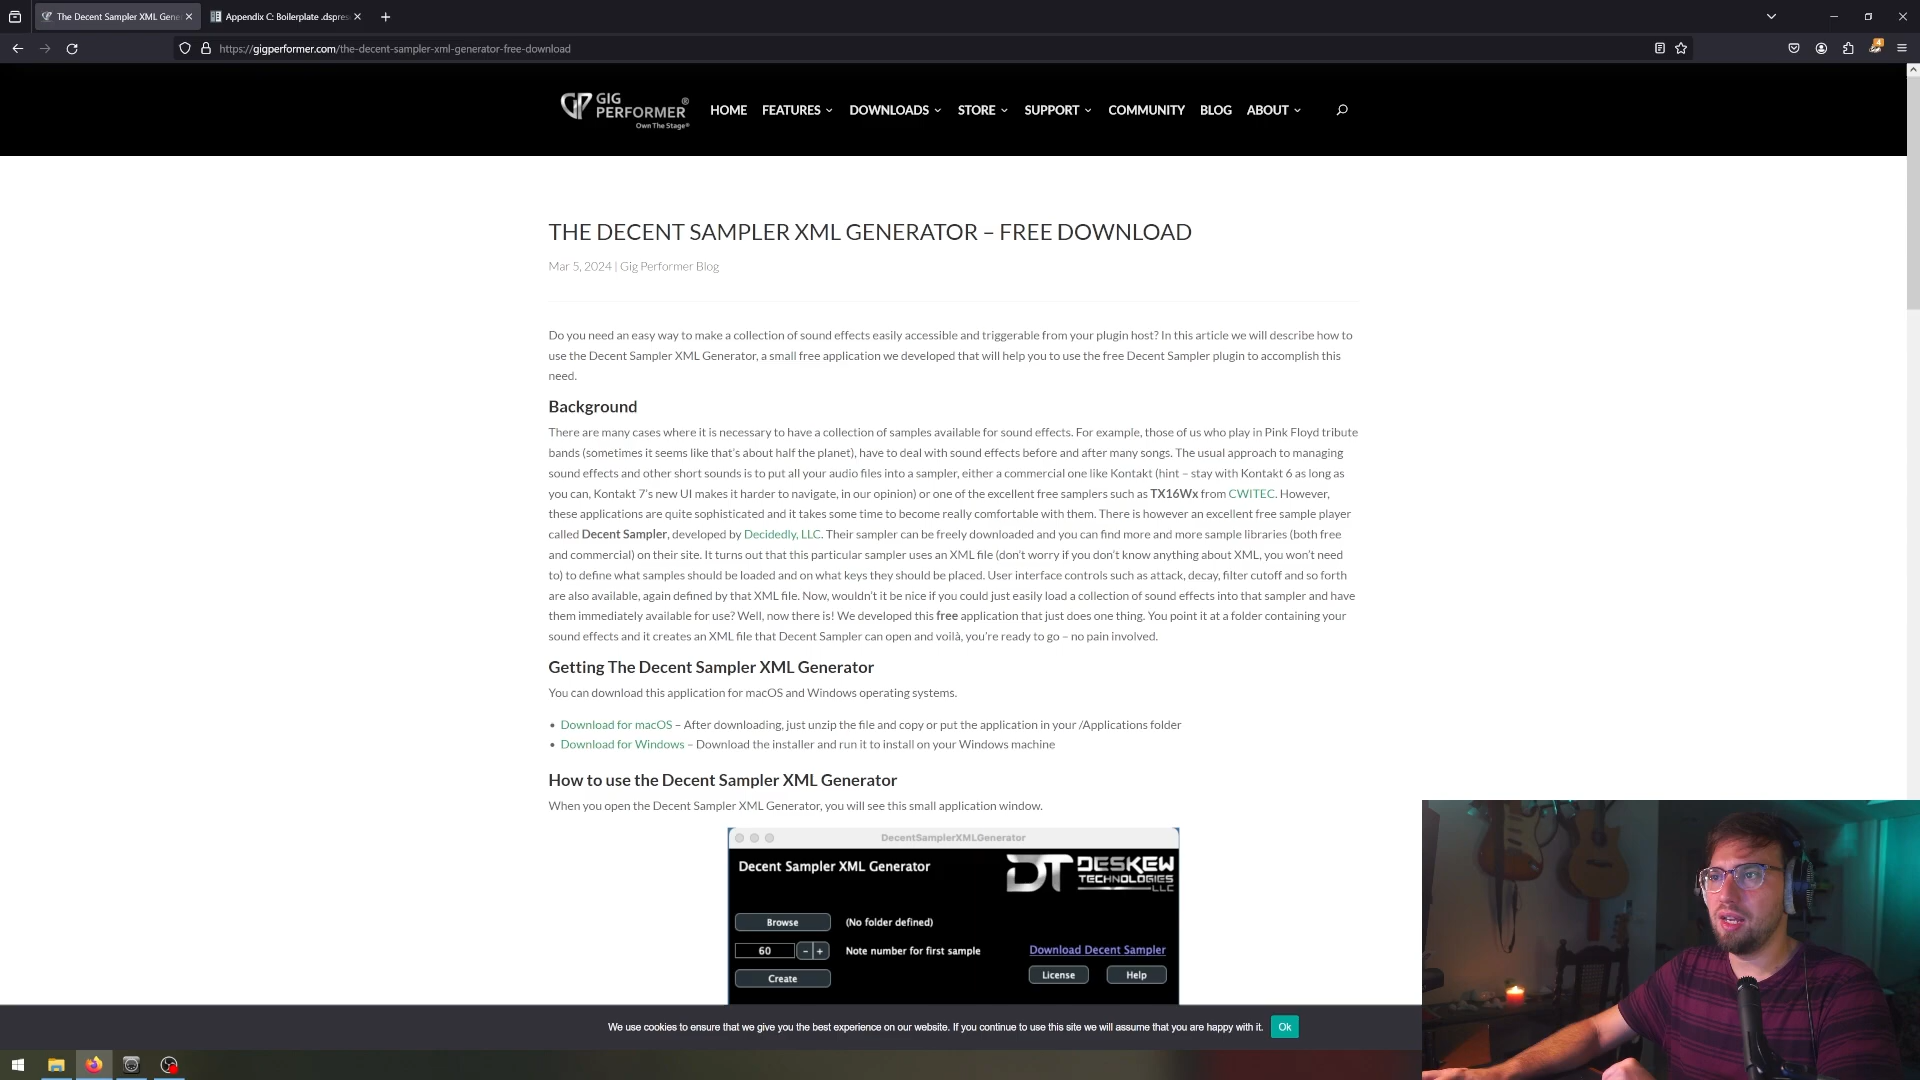 The Decent Sampler XML Gene
Appendix C: Boilerplate .dspres
https://gigperformer.com/the-decent-sampler-xml-generator-free-download
4
GP GIG PERFORMER®
Own The Stage®
HOME FEATURES DOWNLOADS STORE SUPPORT COMMUNITY BLOG ABOUT
THE DECENT SAMPLER XML GENERATOR – FREE DOWNLOAD
Mar 5, 2024 | Gig Performer Blog
Do you need an easy way to make a collection of sound effects easily accessible and triggerable from your plugin host? In this article we will describe how to
use the Decent Sampler XML Generator, a small free application we developed that will help you to use the free Decent Sampler plugin to accomplish this
need.
Background
There are many cases where it is necessary to have a collection of samples available for sound effects. For example, those of us who play in Pink Floyd tribute
bands (sometimes it seems like that's about half the planet), have to deal with sound effects before and after many songs. The usual approach to managing
sound effects and other short sounds is to put all your audio files into a sampler, either a commercial one like Kontakt (hint – stay with Kontakt 6 as long as
you can, Kontakt 7's new UI makes it harder to navigate, in our opinion) or one of the excellent free samplers such as TX16Wx from CWITEC. However,
these applications are quite sophisticated and it takes some time to become really comfortable with them. There is however an excellent free sample player
called Decent Sampler, developed by Decidedly, LLC. Their sampler can be freely downloaded and you can find more and more sample libraries (both free
and commercial) on their site. It turns out that this particular sampler uses an XML file (don't worry if you don't know anything about XML, you won't need
to) to define what samples should be loaded and on what keys they should be placed. User interface controls such as attack, decay, filter cutoff and so forth
are also available, again defined by that XML file. Now, wouldn't it be nice if you could just easily load a collection of sound effects into that sampler and have
them immediately available for use? Well, now there is! We developed this free application that just does one thing. You point it at a folder containing your
sound effects and it creates an XML file that Decent Sampler can open and voilà, you're ready to go – no pain involved.
Getting The Decent Sampler XML Generator
You can download this application for macOS and Windows operating systems.
• Download for macOS – After downloading, just unzip the file and copy or put the application in your /Applications folder
• Download for Windows – Download the installer and run it to install on your Windows machine
How to use the Decent Sampler XML Generator
When you open the Decent Sampler XML Generator, you will see this small application window.
DecentSamplerXMLGenerator
Decent Sampler XML Generator
DT DESKEW
TECHNOLOGIES
LLC
Browse (No folder defined)
60 - + Note number for first sample
Download Decent Sampler
Create
License Help
We use cookies to ensure that we give you the best experience on our website. If you continue to use this site we will assume that you are happy with it. Ok